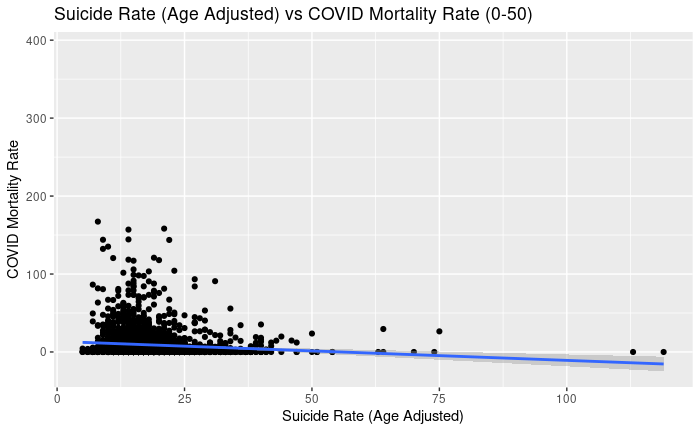 Suicide Rate (Age Adjusted) vs COVID Mortality Rate (0-50)
400
300
200
100
0
COVID Mortality Rate
0 25 50 75 100
Suicide Rate (Age Adjusted)